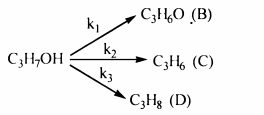 k₁ C₃H₆O (B)
C₃H₇OH k₂ C₃H₆ (C)
k₃
C₃H₈ (D)